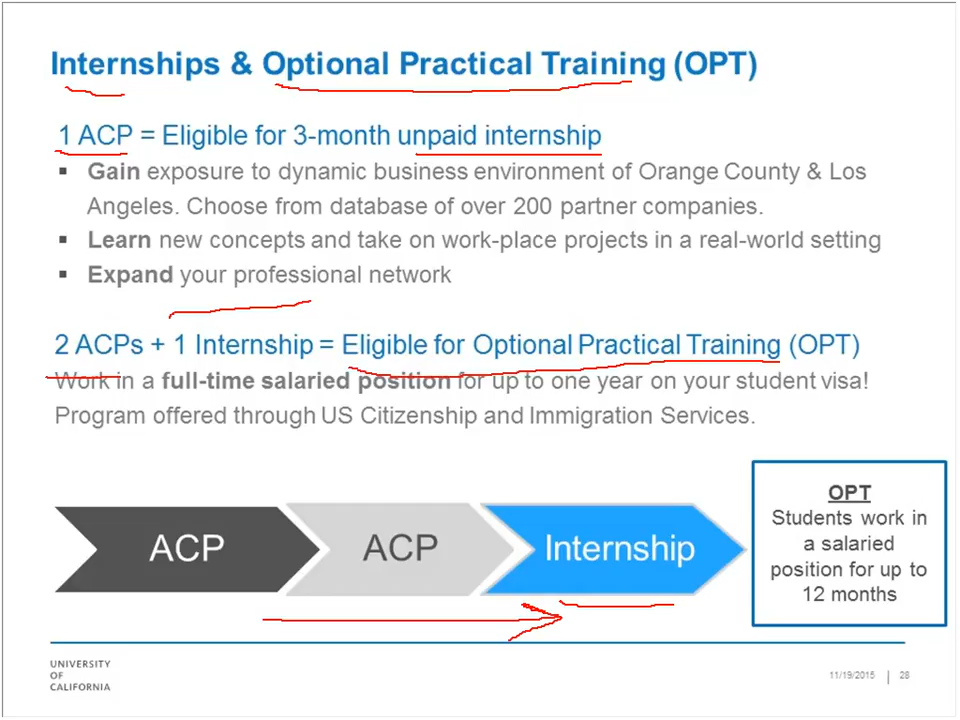 Internships & Optional Practical Training (OPT)
1 ACP = Eligible for 3-month unpaid internship
▪ Gain exposure to dynamic business environment of Orange County & Los
Angeles. Choose from database of over 200 partner companies.
▪ Learn new concepts and take on work-place projects in a real-world setting
▪ Expand your professional network
2 ACPs + 1 Internship = Eligible for Optional Practical Training (OPT)
Work in a full-time salaried position for up to one year on your student visa!
Program offered through US Citizenship and Immigration Services.
ACP
ACP
Internship
OPT
Students work in
a salaried
position for up to
12 months
UNIVERSITY
OF
CALIFORNIA
11/19/2015 | 28